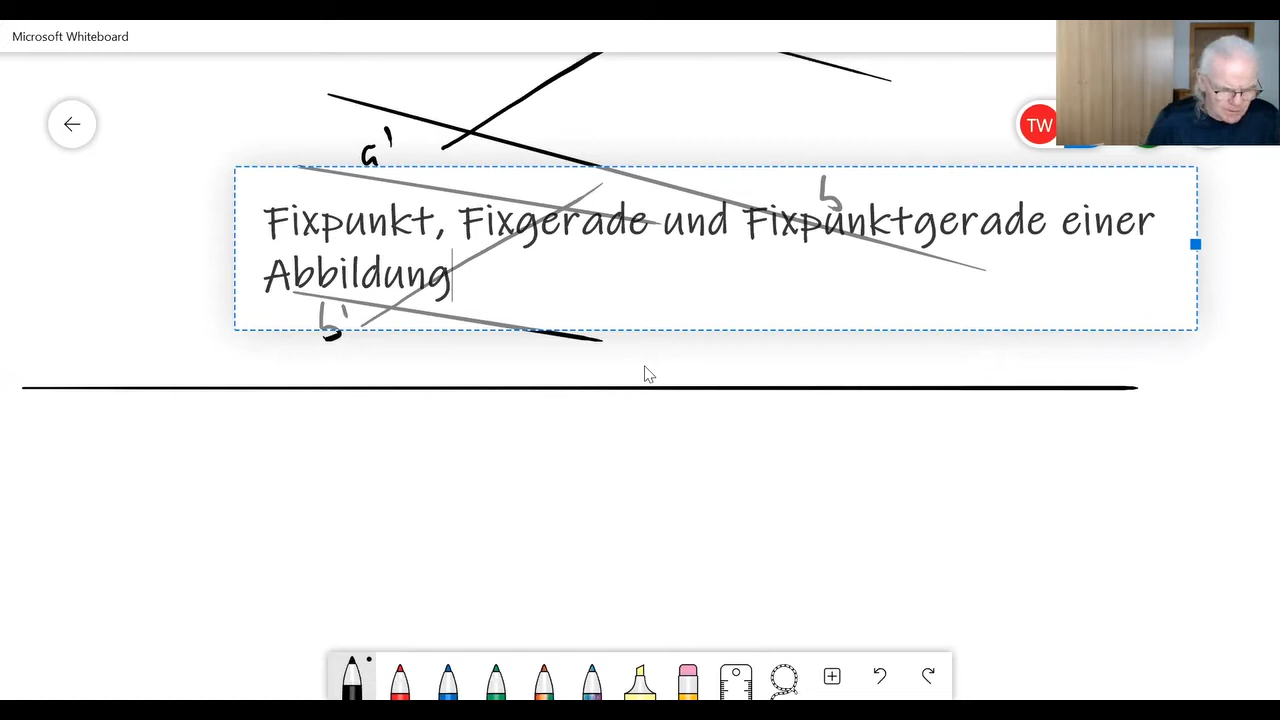 Microsoft Whiteboard
TW
a'
b
Fixpunkt, Fixgerade und Fixpunktgerade einer
Abbildung
b'